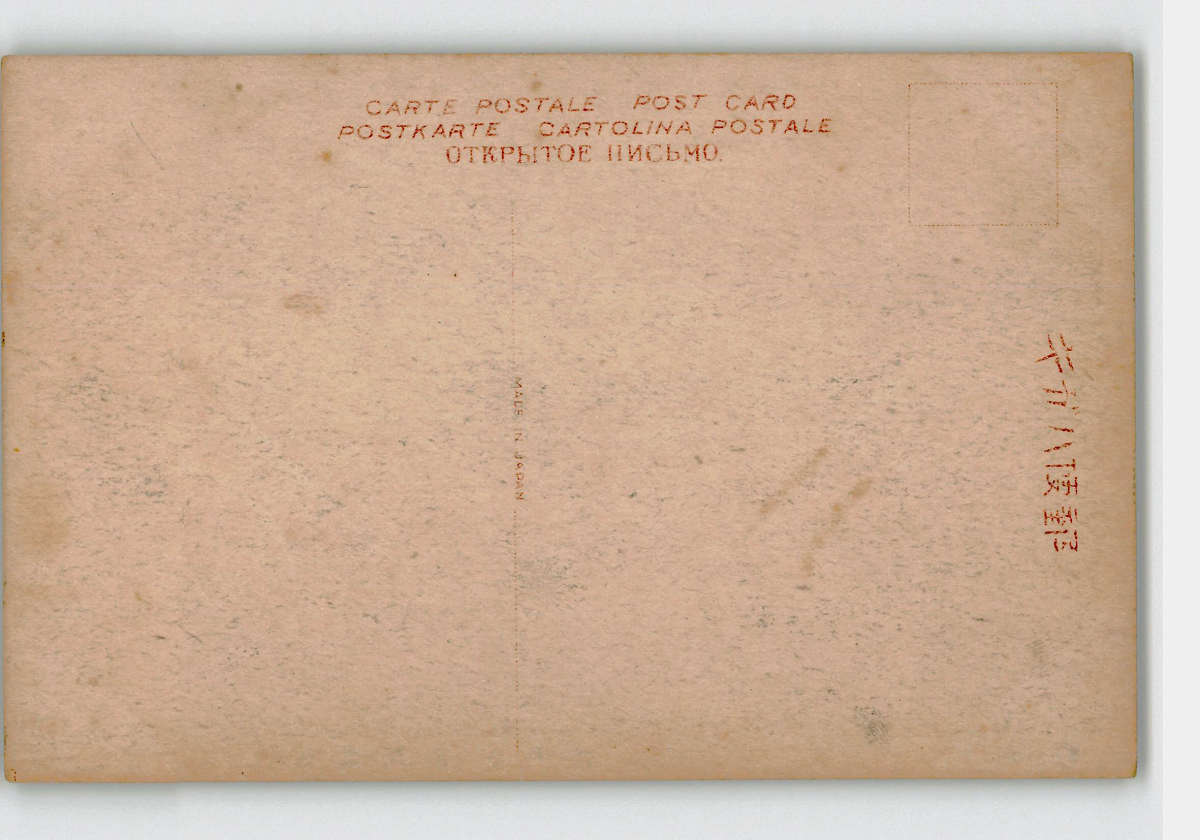 CARTE POSTALE POST CARD
POSTKARTE CARTOLINA POSTALE
ОТКРЫТОЕ ПИСЬМО.
MADE IN JAPAN